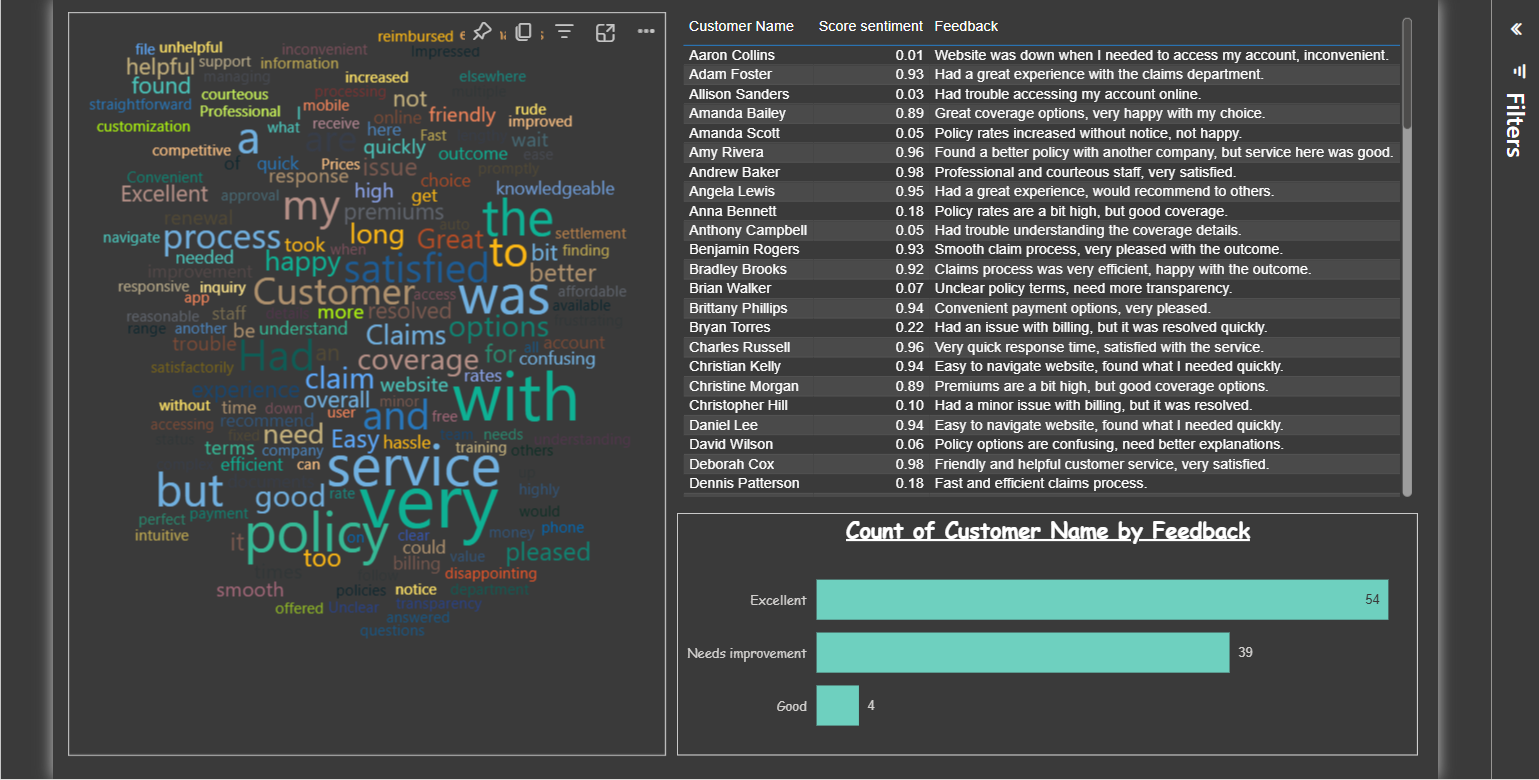 reimbursed
file unhelpful inconvenient impressed
helpful support information
found managing increased elsewhere
courteous processing multiple
straightforward Professional I mobile not rude
customization what receive online friendly improved
competitive a here Fast wait
of quick Prices quickly outcome ease
Convenient response issue promptly
Excellent approval high choice get knowledgeable
renewal my premiums the
navigate process took when long Great auto to bit settlement
needed happy satisfied finding
improvement better
responsive inquiry Customer access was affordable
app more resolved available
reasonable staff
range another be understand Claims options
trouble Had an coverage for all account
satisfactorily confusing
experience claim website rates
without time down overall minor with
accessing recommend user and free
fixed need Easy hassle needs understanding
terms company training others
efficient can service
but good rate very highly
perfect payment would
intuitive policy on clear money phone
it could value pleased
too billing
times disappointing
smooth policies notice department
offered Unclear transparency
answered
questions
Customer Name Score sentiment Feedback
Aaron Collins 0.01 Website was down when I needed to access my account, inconvenient.
Adam Foster 0.93 Had a great experience with the claims department.
Allison Sanders 0.03 Had trouble accessing my account online.
Amanda Bailey 0.89 Great coverage options, very happy with my choice.
Amanda Scott 0.05 Policy rates increased without notice, not happy.
Amy Rivera 0.96 Found a better policy with another company, but service here was good.
Andrew Baker 0.98 Professional and courteous staff, very satisfied.
Angela Lewis 0.95 Had a great experience, would recommend to others.
Anna Bennett 0.18 Policy rates are a bit high, but good coverage.
Anthony Campbell 0.05 Had trouble understanding the coverage details.
Benjamin Rogers 0.93 Smooth claim process, very pleased with the outcome.
Bradley Brooks 0.92 Claims process was very efficient, happy with the outcome.
Brian Walker 0.07 Unclear policy terms, need more transparency.
Brittany Phillips 0.94 Convenient payment options, very pleased.
Bryan Torres 0.22 Had an issue with billing, but it was resolved quickly.
Charles Russell 0.96 Very quick response time, satisfied with the service.
Christian Kelly 0.94 Easy to navigate website, found what I needed quickly.
Christine Morgan 0.89 Premiums are a bit high, but good coverage options.
Christopher Hill 0.10 Had a minor issue with billing, but it was resolved.
Daniel Lee 0.94 Easy to navigate website, found what I needed quickly.
David Wilson 0.06 Policy options are confusing, need better explanations.
Deborah Cox 0.98 Friendly and helpful customer service, very satisfied.
Dennis Patterson 0.18 Fast and efficient claims process.
Count of Customer Name by Feedback
Excellent 54
Needs improvement 39
Good 4
Filters